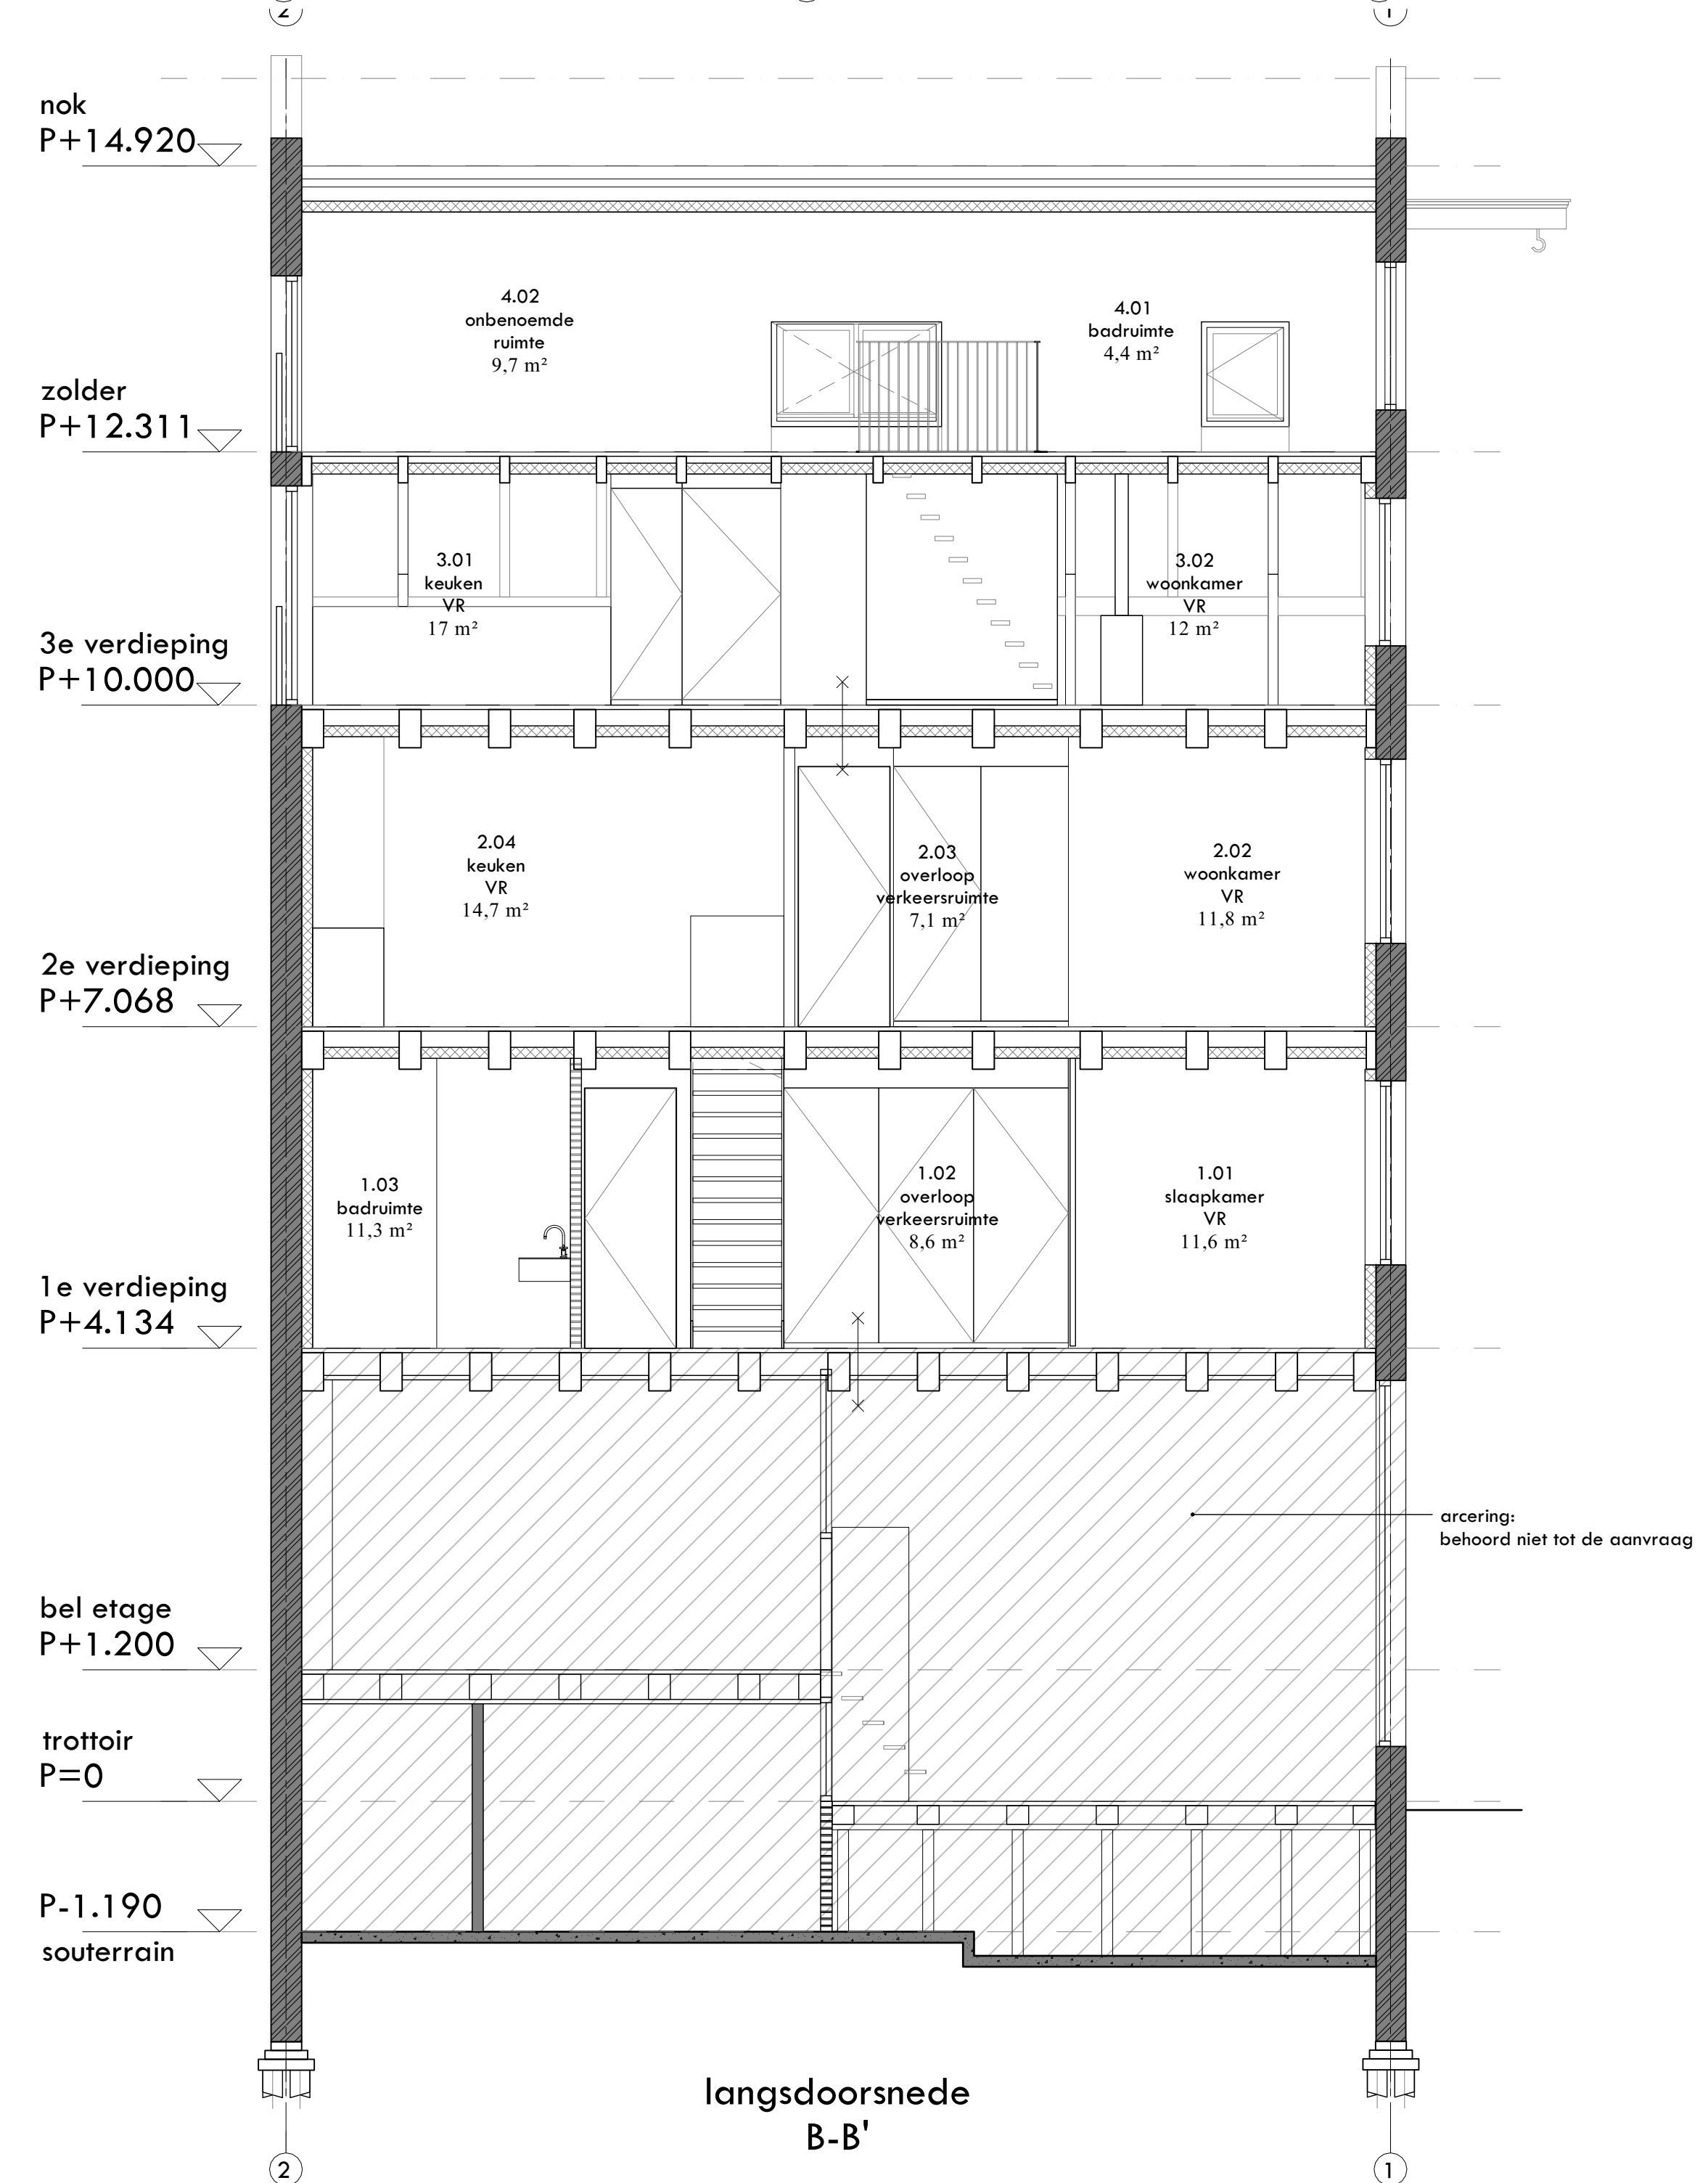 2
1
nok
P+14.920
4.02
onbenoemde
ruimte
9,7 m²
4.01
badruimte
4,4 m²
zolder
P+12.311
3.01
keuken
VR
17 m²
3.02
woonkamer
VR
12 m²
3e verdieping
P+10.000
2.04
keuken
VR
14,7 m²
2.03
overloop
verkeersruimte
7,1 m²
2.02
woonkamer
VR
11,8 m²
2e verdieping
P+7.068
1.03
badruimte
11,3 m²
1.02
overloop
verkeersruimte
8,6 m²
1.01
slaapkamer
VR
11,6 m²
1e verdieping
P+4.134
arcering:
behoord niet tot de aanvraag
bel etage
P+1.200
trottoir
P=0
P-1.190
souterrain
langsdoorsnede
B-B'
2
1